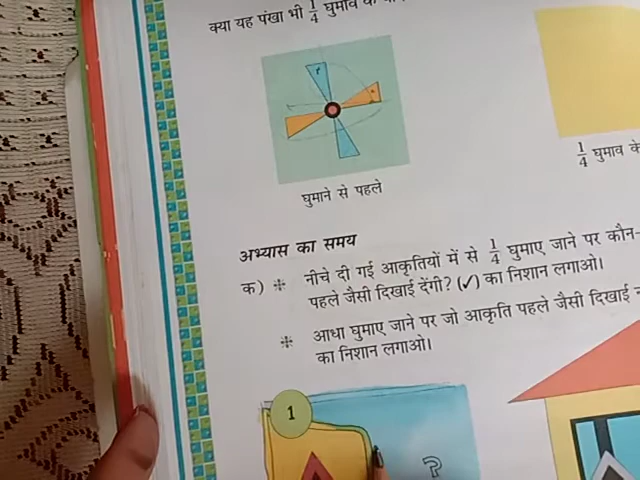 क्या यह पंखा भी 1/4 घुमाव के
घुमाने से पहले
1/4 घुमाव के
अभ्यास का समय
क) * नीचे दी गई आकृतियों में से 1/4 घुमाए जाने पर कौन-
पहले जैसी दिखाई देंगी? (✓) का निशान लगाओ।
* आधा घुमाए जाने पर जो आकृति पहले जैसी दिखाई
का निशान लगाओ।
1
?